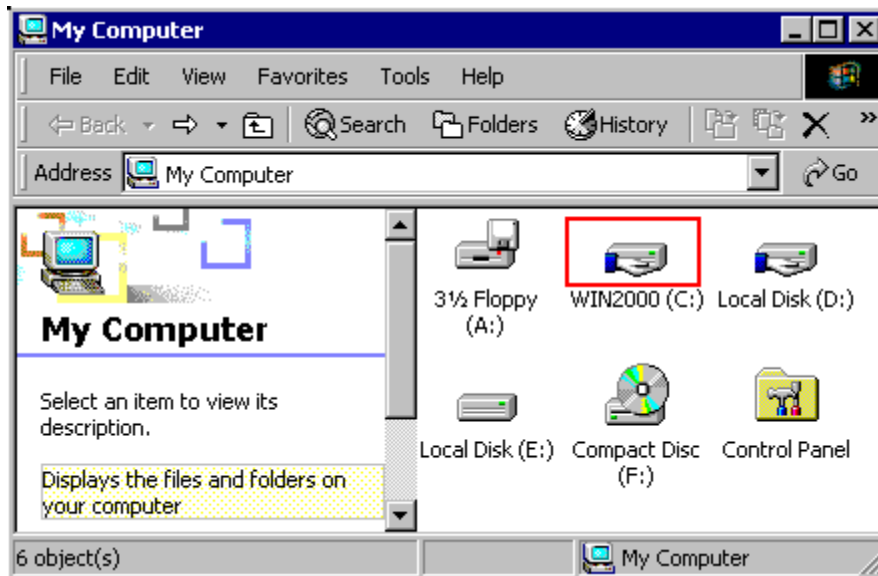 My Computer
File Edit View Favorites Tools Help
Back Search Folders History »
Address My Computer Go
My Computer
Select an item to view its
description.
Displays the files and folders on
your computer
3½ Floppy
(A:)
WIN2000 (C:)
Local Disk (D:)
Local Disk (E:)
Compact Disc
(F:)
Control Panel
6 object(s)
My Computer